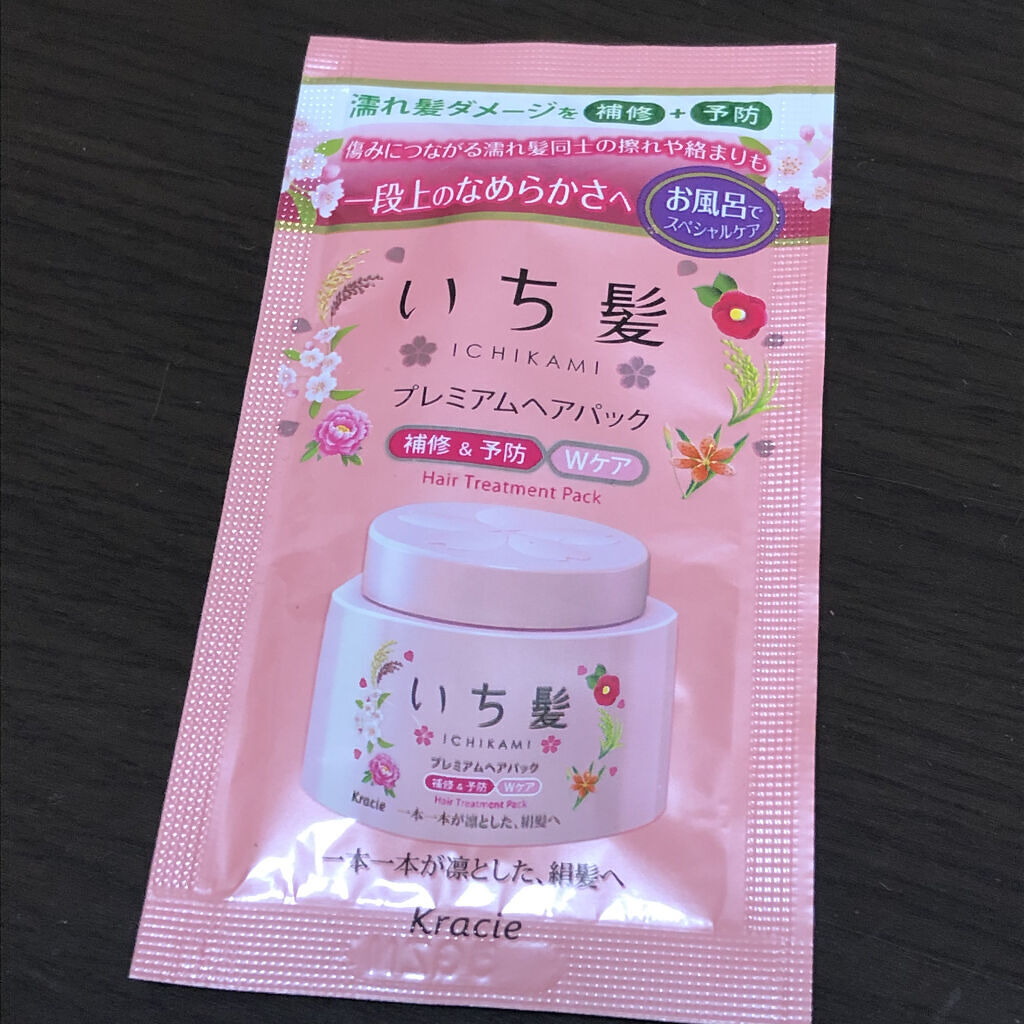 濡れ髪ダメージを 補修 + 予防
傷みにつながる濡れ髪同士の擦れや絡まりも
一段上のなめらかさへ
お風呂で
スペシャルケア
いち髪
ICHIKAMI
プレミアムヘアパック
補修 & 予防 Wケア
Hair Treatment Pack
いち髪
ICHIKAMI
プレミアムヘアパック
補修 & 予防 Wケア
Hair Treatment Pack
Kracie
一本一本が凛とした、絹髪へ
一本一本が凛とした、絹髪へ
Kracie